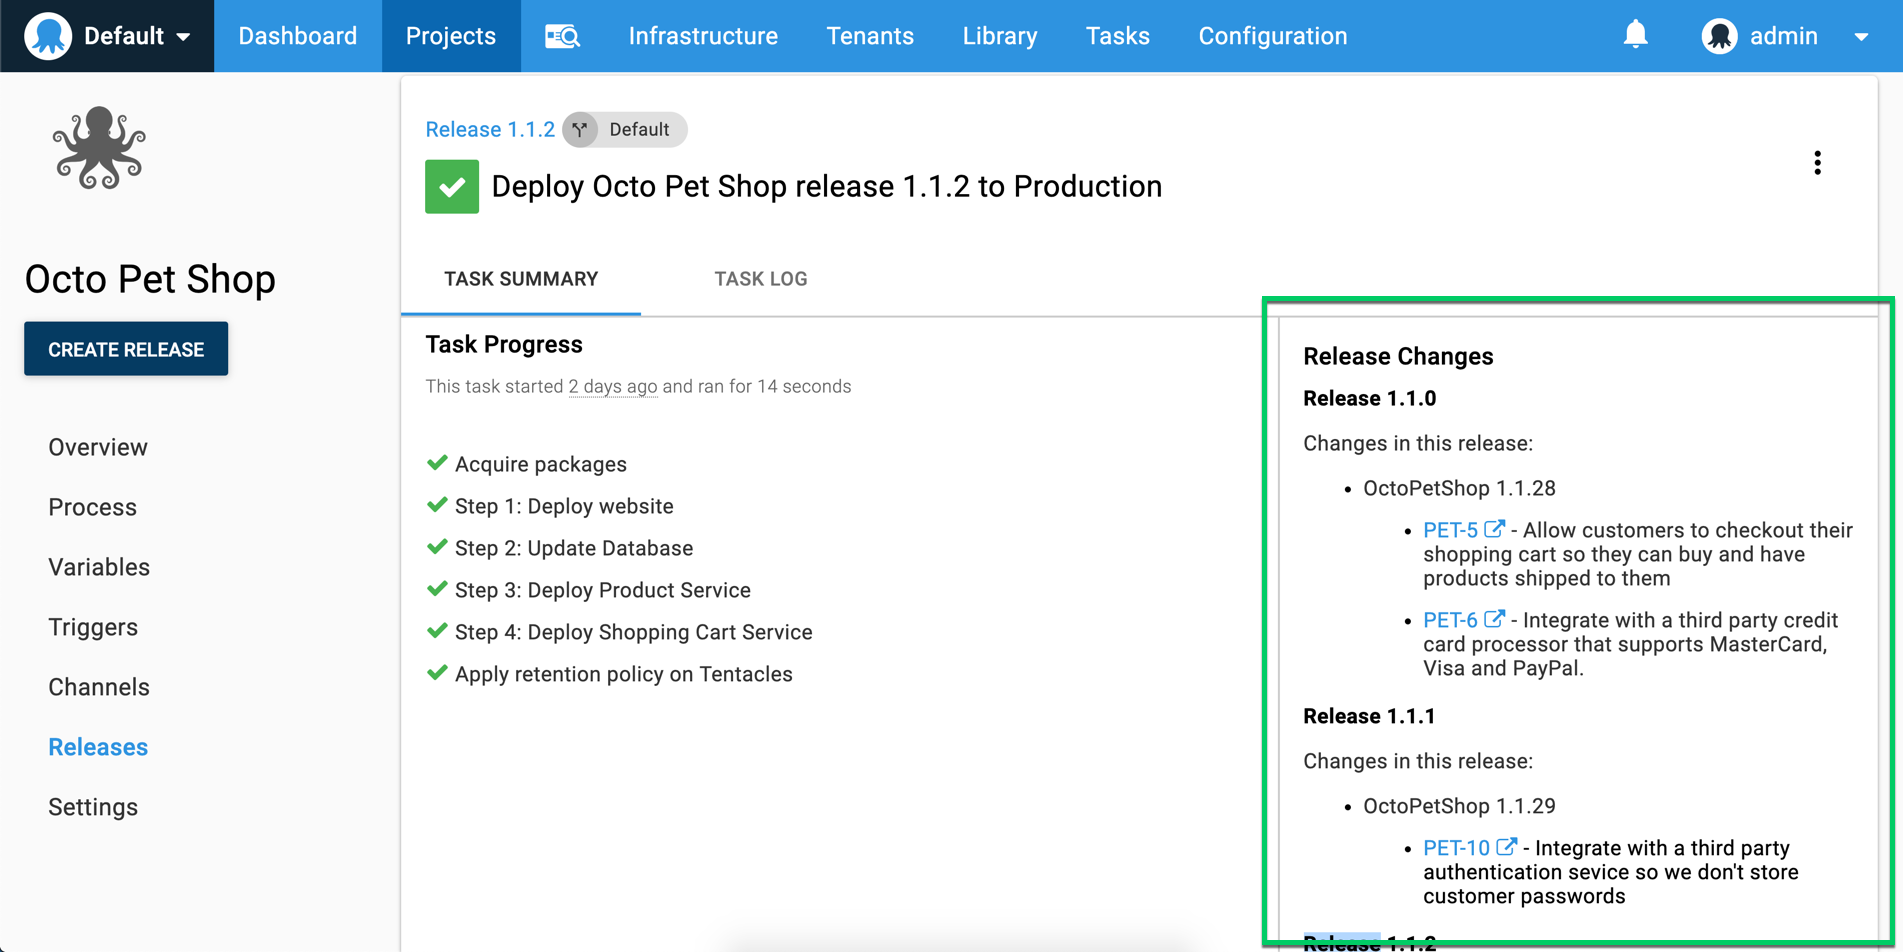 Default
Dashboard
Projects
Infrastructure
Tenants
Library
Tasks
Configuration
admin
Octo Pet Shop
CREATE RELEASE
Overview
Process
Variables
Triggers
Channels
Releases
Settings
Release 1.1.2 Default
Deploy Octo Pet Shop release 1.1.2 to Production
TASK SUMMARY
TASK LOG
Task Progress
This task started 2 days ago and ran for 14 seconds
Acquire packages
Step 1: Deploy website
Step 2: Update Database
Step 3: Deploy Product Service
Step 4: Deploy Shopping Cart Service
Apply retention policy on Tentacles
Release Changes
Release 1.1.0
Changes in this release:
• OctoPetShop 1.1.28
• PET-5 - Allow customers to checkout their
shopping cart so they can buy and have
products shipped to them
• PET-6 - Integrate with a third party credit
card processor that supports MasterCard,
Visa and PayPal.
Release 1.1.1
Changes in this release:
• OctoPetShop 1.1.29
• PET-10 - Integrate with a third party
authentication sevice so we don't store
customer passwords
Release 1.1.2